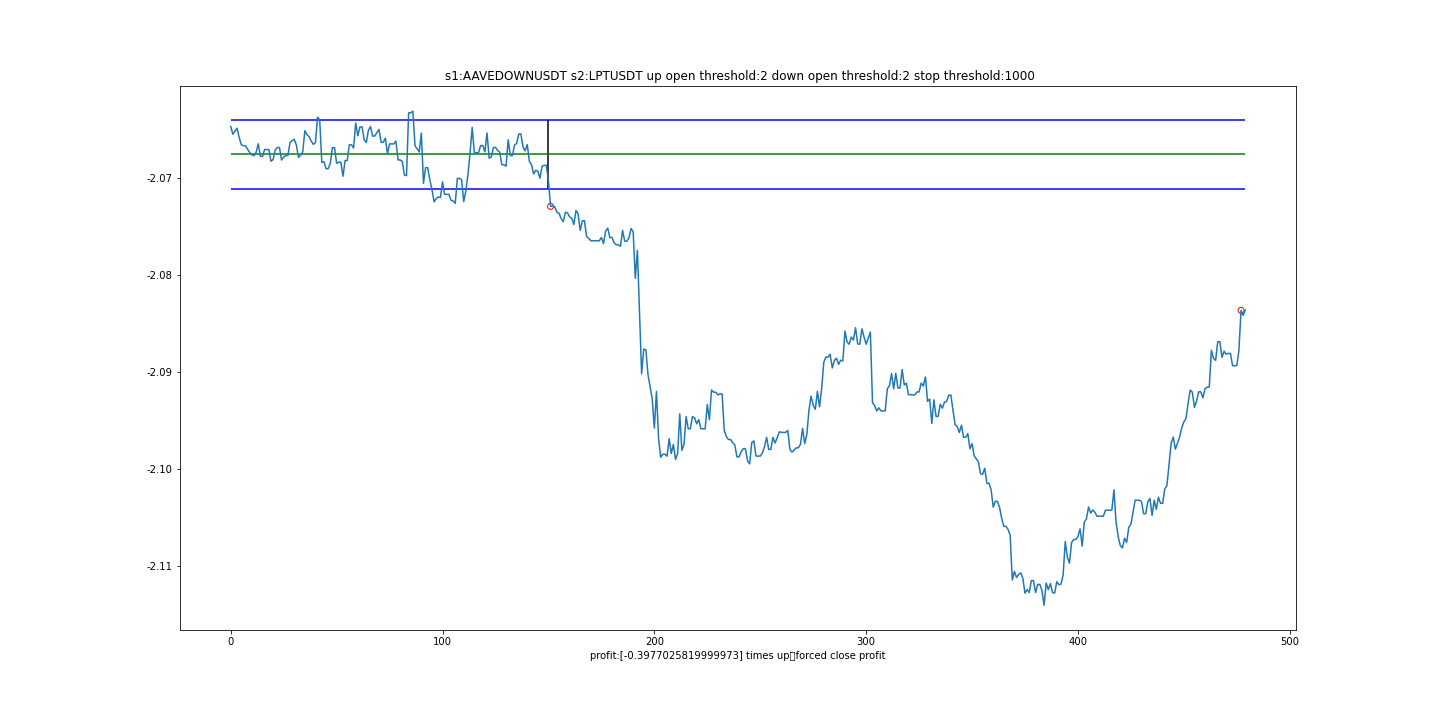 s1:AAVEDOWNUSDT s2:LPTUSDT up open threshold:2 down open threshold:2 stop threshold:1000
-2.07
-2.08
-2.09
-2.10
-2.11
0 100 200 300 400 500
profit:[-0.3977025819999973] times up▯forced close profit